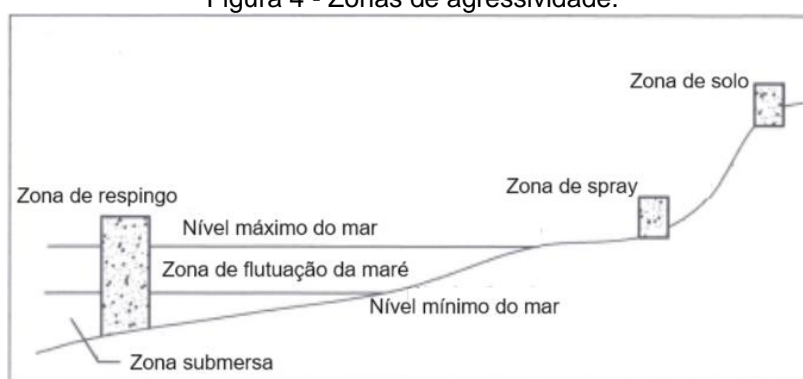 Figura 4 - Zonas de agressividade.
Zona de solo
Zona de spray
Zona de respingo
Nível máximo do mar
Zona de flutuação da maré
Nível mínimo do mar
Zona submersa